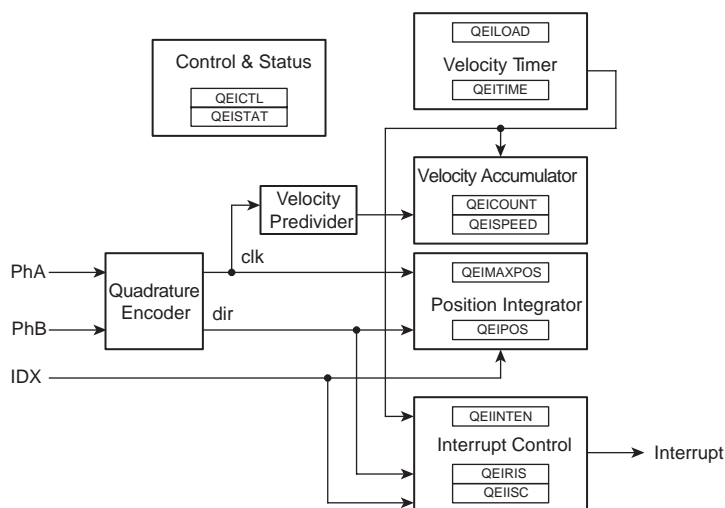 Control & Status
QEICTL
QEISTAT
QEILOAD
Velocity Timer
QEITIME
Velocity Accumulator
QEICOUNT
QEISPEED
Velocity
Predivider
PhA
PhB
IDX
Quadrature
Encoder
clk
dir
QEIMAXPOS
Position Integrator
QEIPOS
QEIINTEN
Interrupt Control
QEIRIS
QEIISC
Interrupt